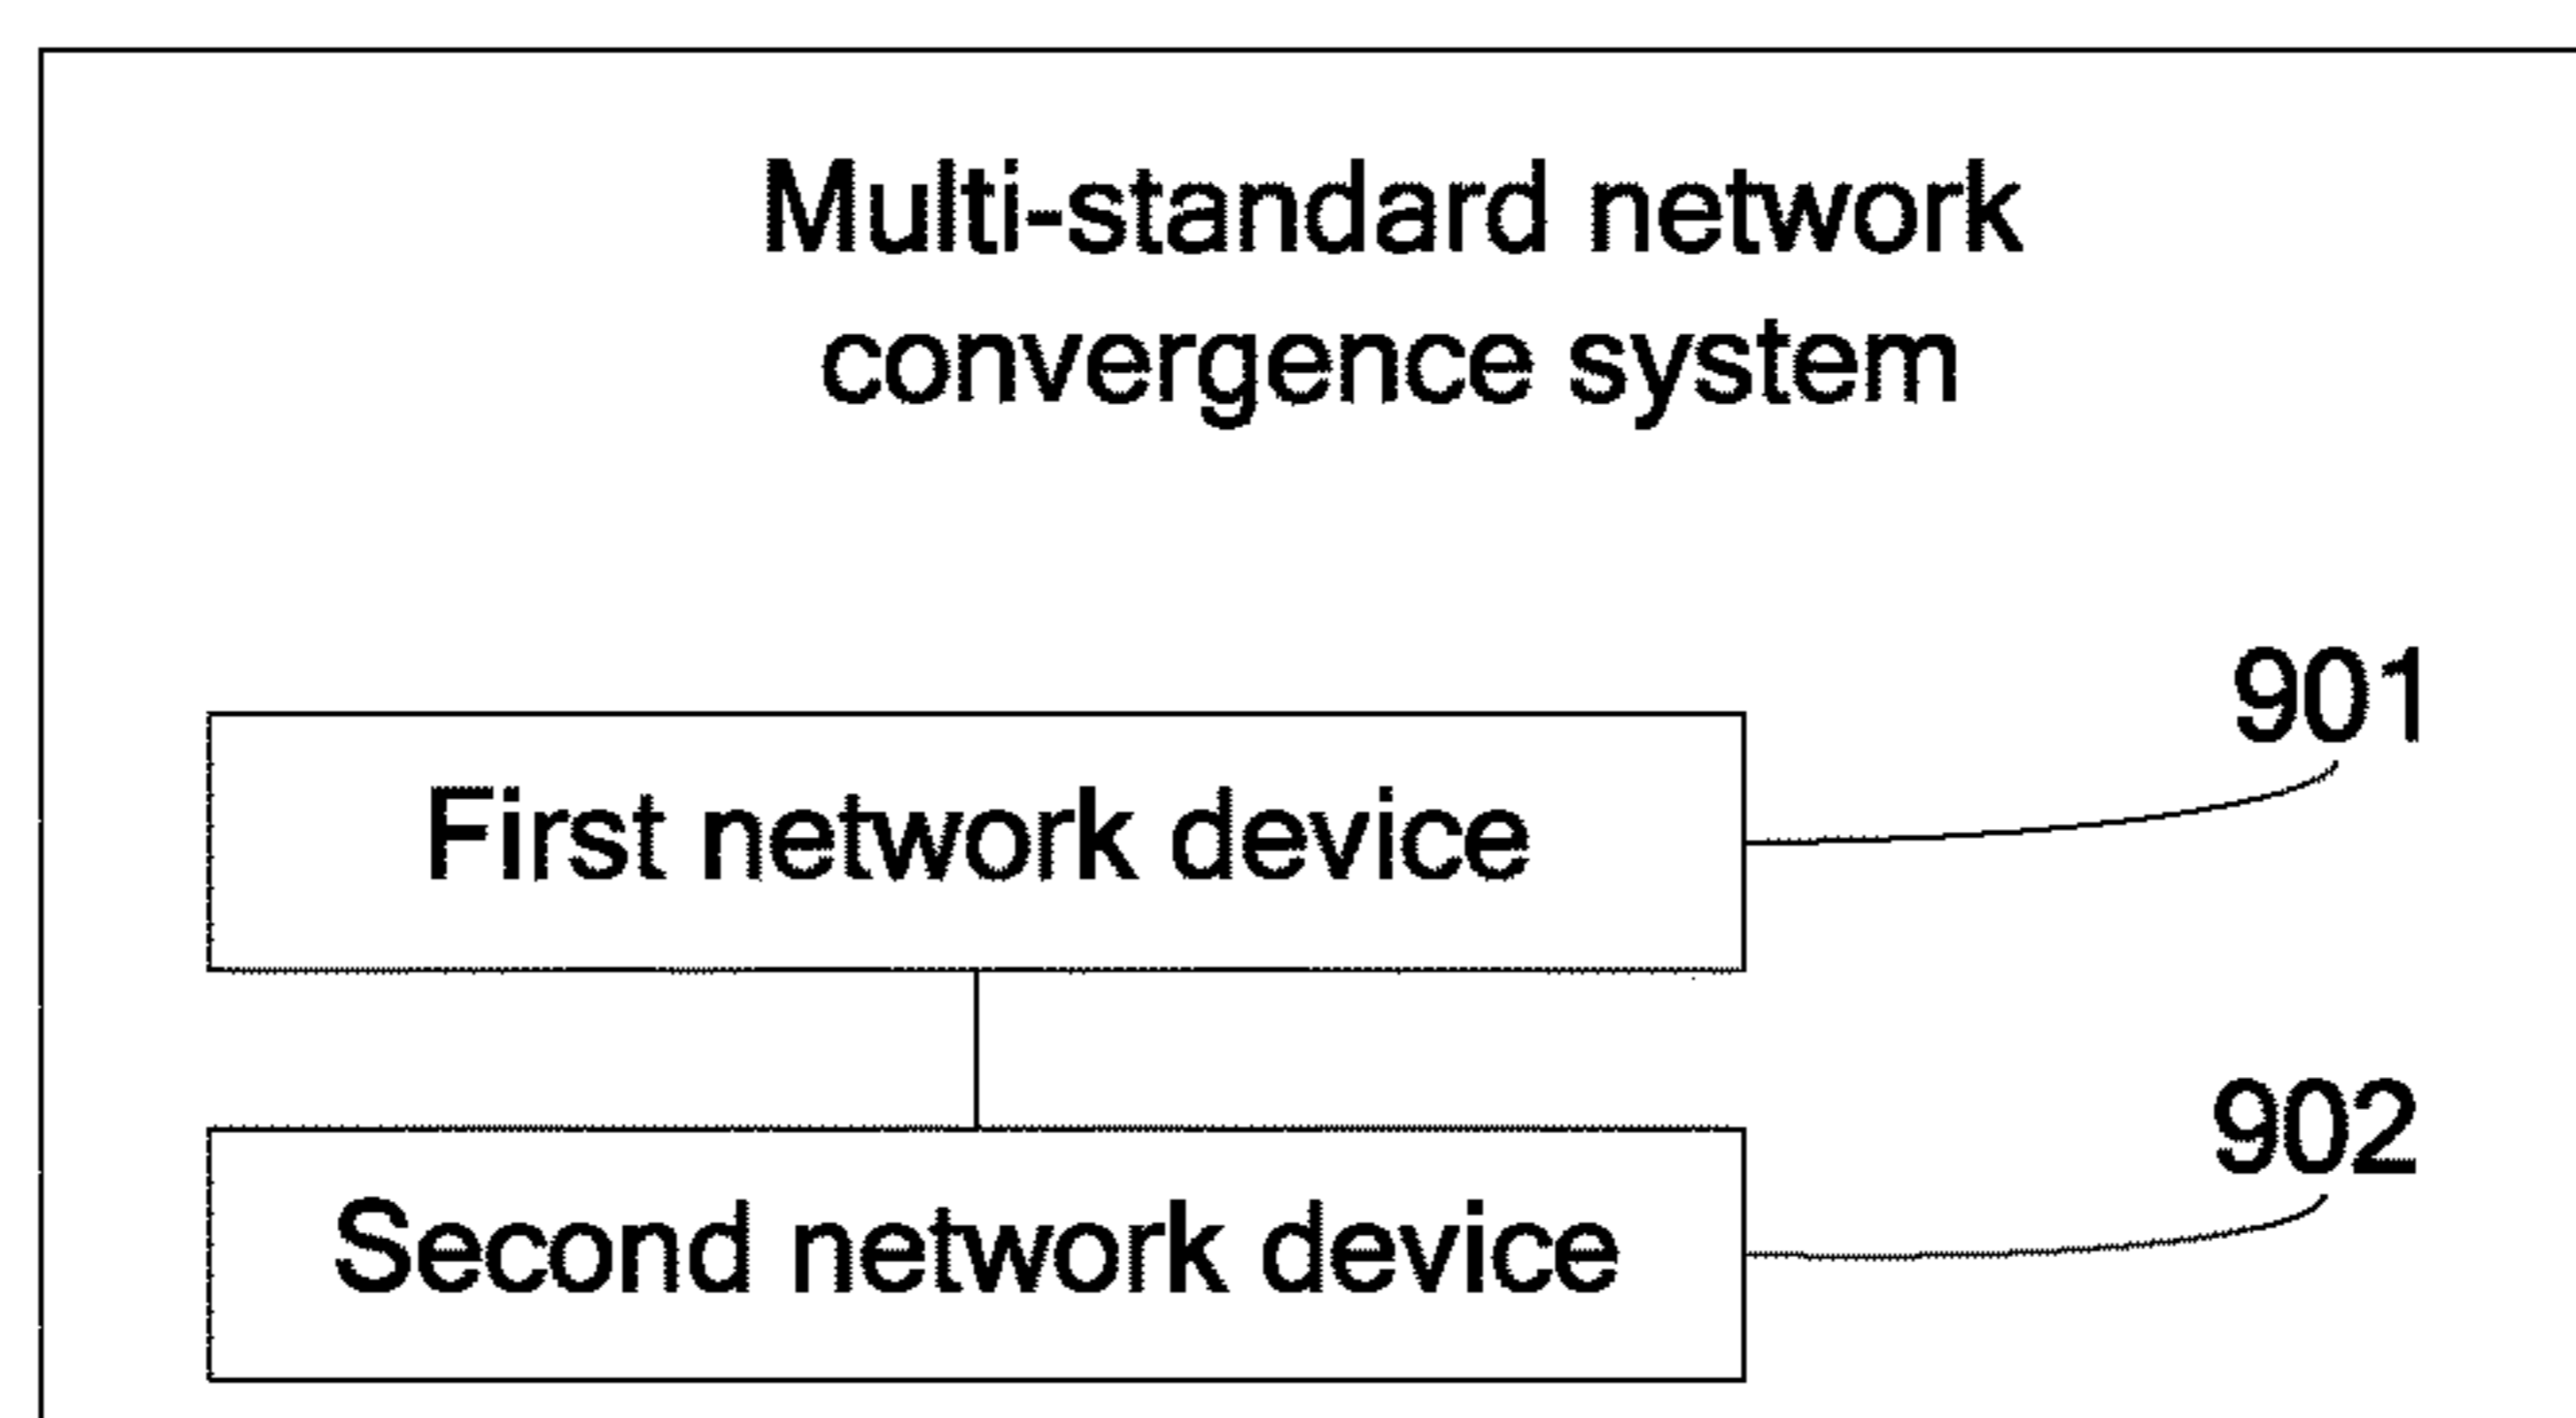 Multi-standard network
convergence system
901
First network device
902
Second network device